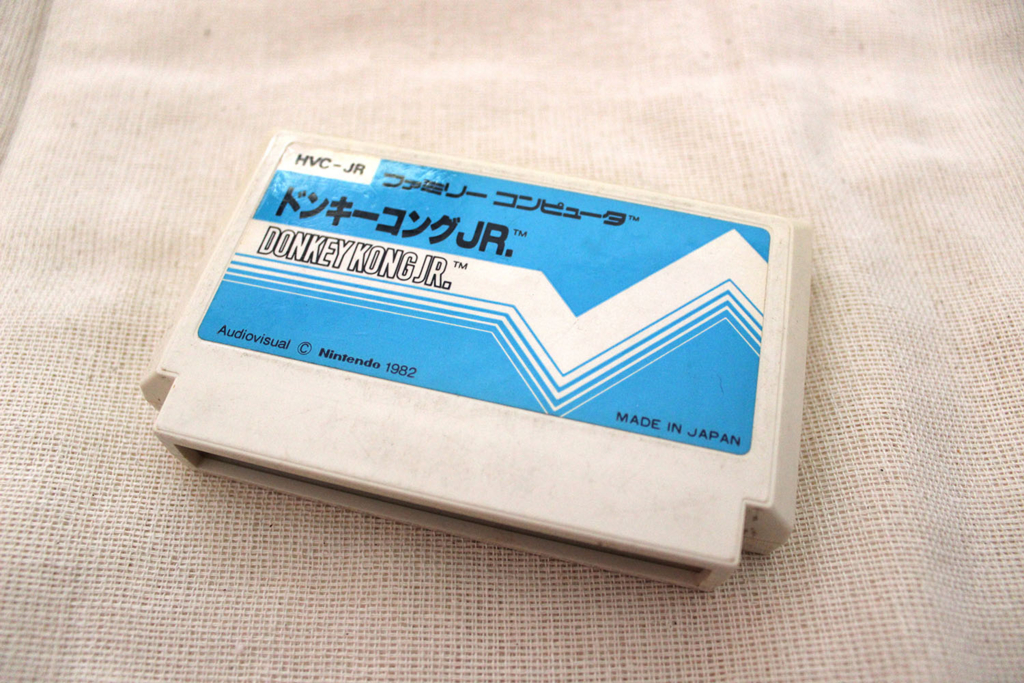 HVC-JR
ファミリー コンピュータ™
ドンキーコングJR.™
DONKEY KONG JR.™
Audiovisual © Nintendo 1982
MADE IN JAPAN